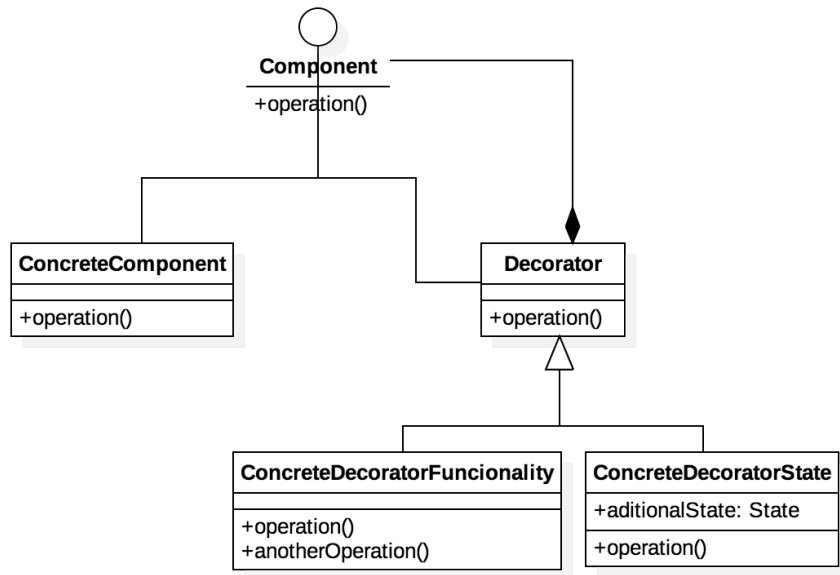 Component
+operation()
ConcreteComponent
+operation()
Decorator
+operation()
ConcreteDecoratorFuncionality
+operation()
+anotherOperation()
ConcreteDecoratorState
+aditionalState: State
+operation()